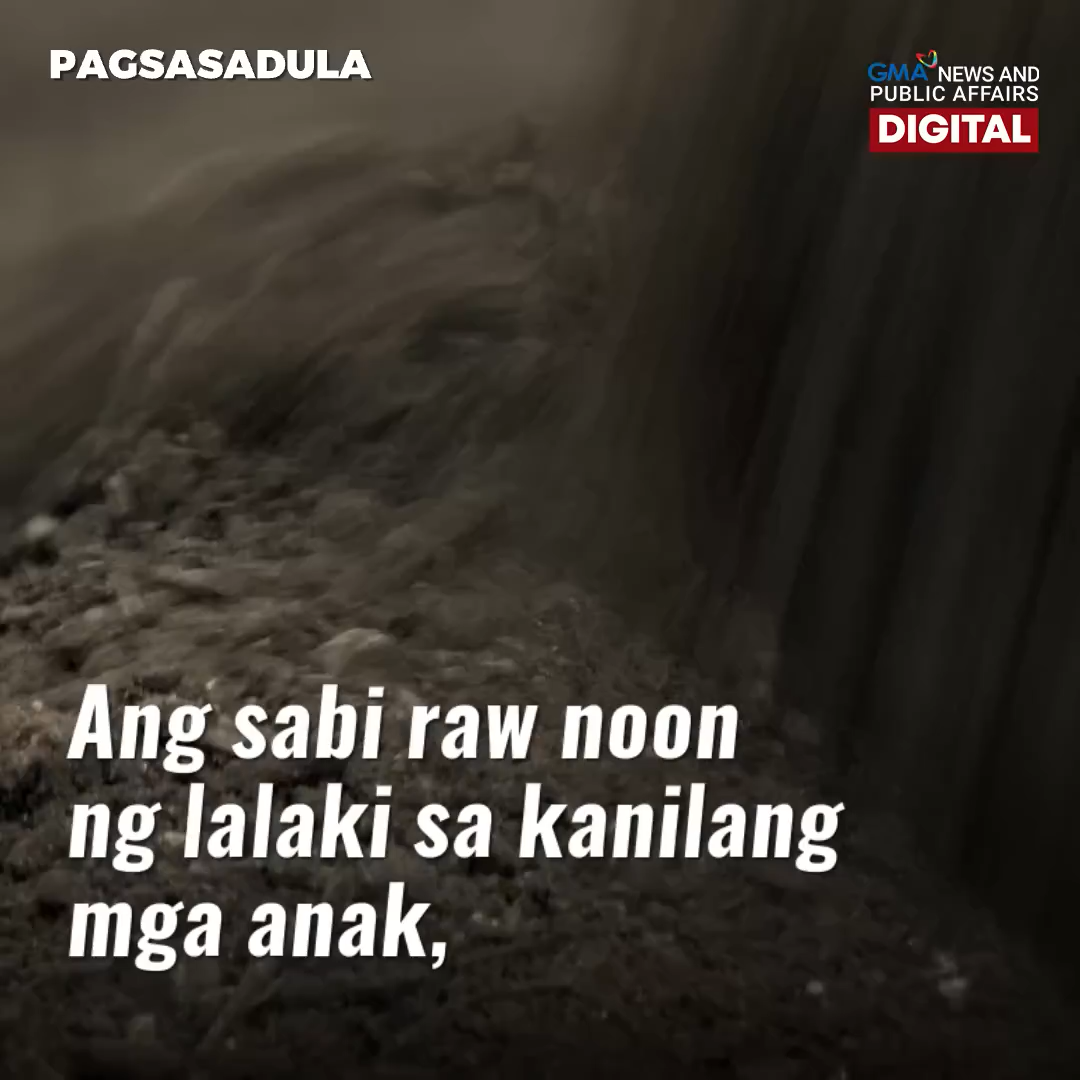 PAGSASADULA
GMA NEWS AND
PUBLIC AFFAIRS
DIGITAL
Ang sabi raw noon
ng lalaki sa kanilang
mga anak,